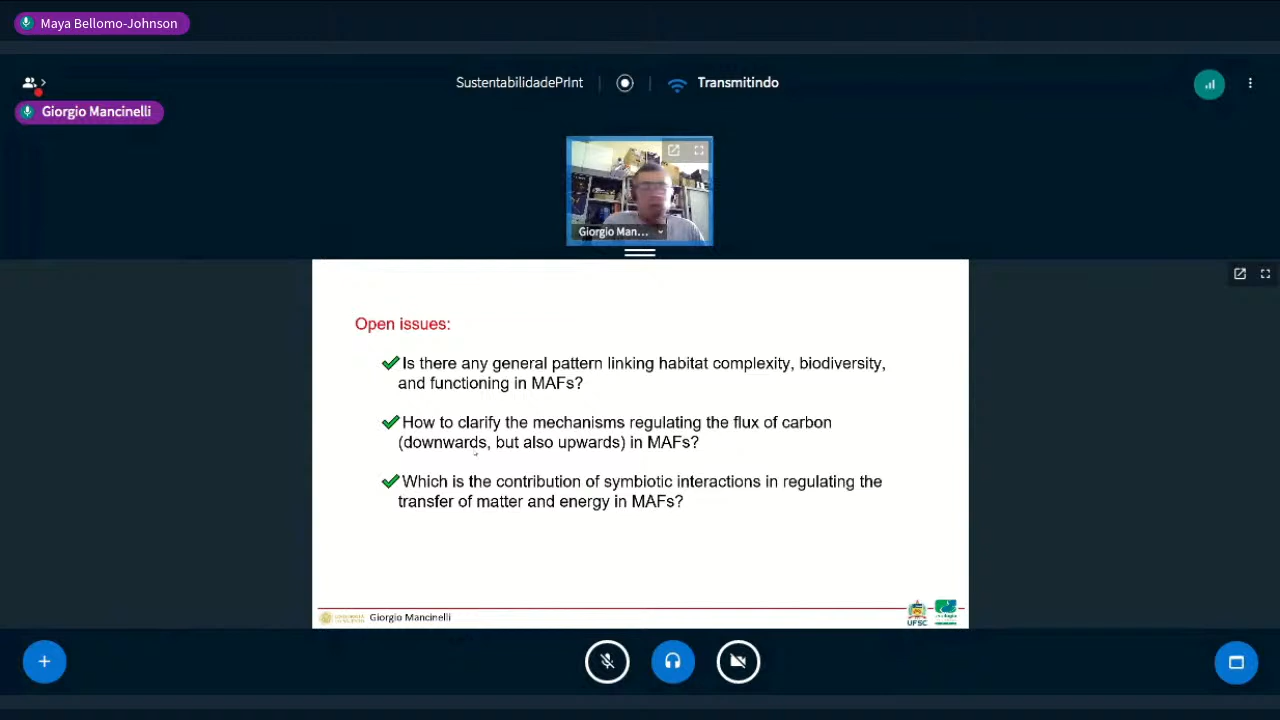 Maya Bellomo-Johnson
SustentabilidadePrInt
Transmitindo
Giorgio Mancinelli
Giorgio Man...
Open issues:
Is there any general pattern linking habitat complexity, biodiversity,
and functioning in MAFs?
How to clarify the mechanisms regulating the flux of carbon
(downwards, but also upwards) in MAFs?
Which is the contribution of symbiotic interactions in regulating the
transfer of matter and energy in MAFs?
Giorgio Mancinelli
UFSC